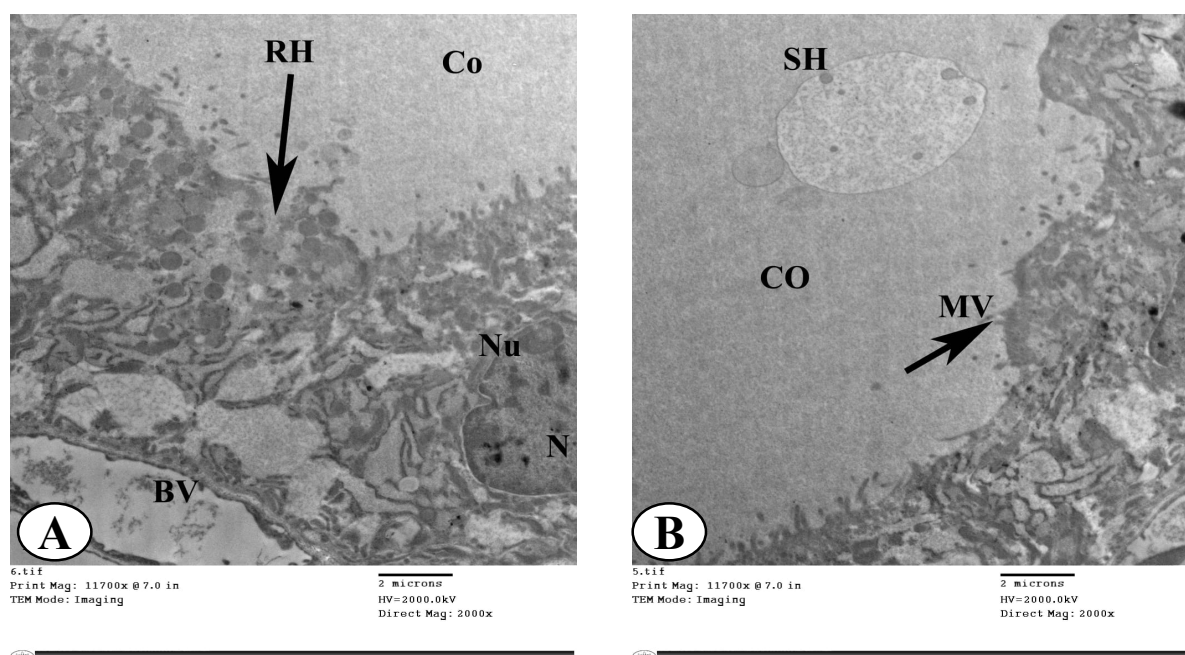 RH
Co
Nu
N
BV
A
6.tif
Print Mag: 11700x @ 7.0 in
TEM Mode: Imaging
2 microns
HV=2000.0kV
Direct Mag: 2000x
SH
CO
MV
B
5.tif
Print Mag: 11700x @ 7.0 in
TEM Mode: Imaging
2 microns
HV=2000.0kV
Direct Mag: 2000x